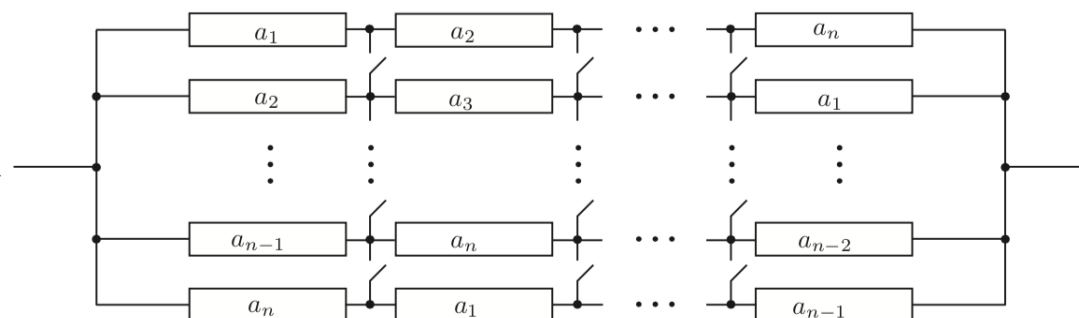 a₁ a₂ ... aₙ
a₂ a₃ ... a₁
aₙ₋₁ aₙ ... aₙ₋₂
aₙ a₁ ... aₙ₋₁